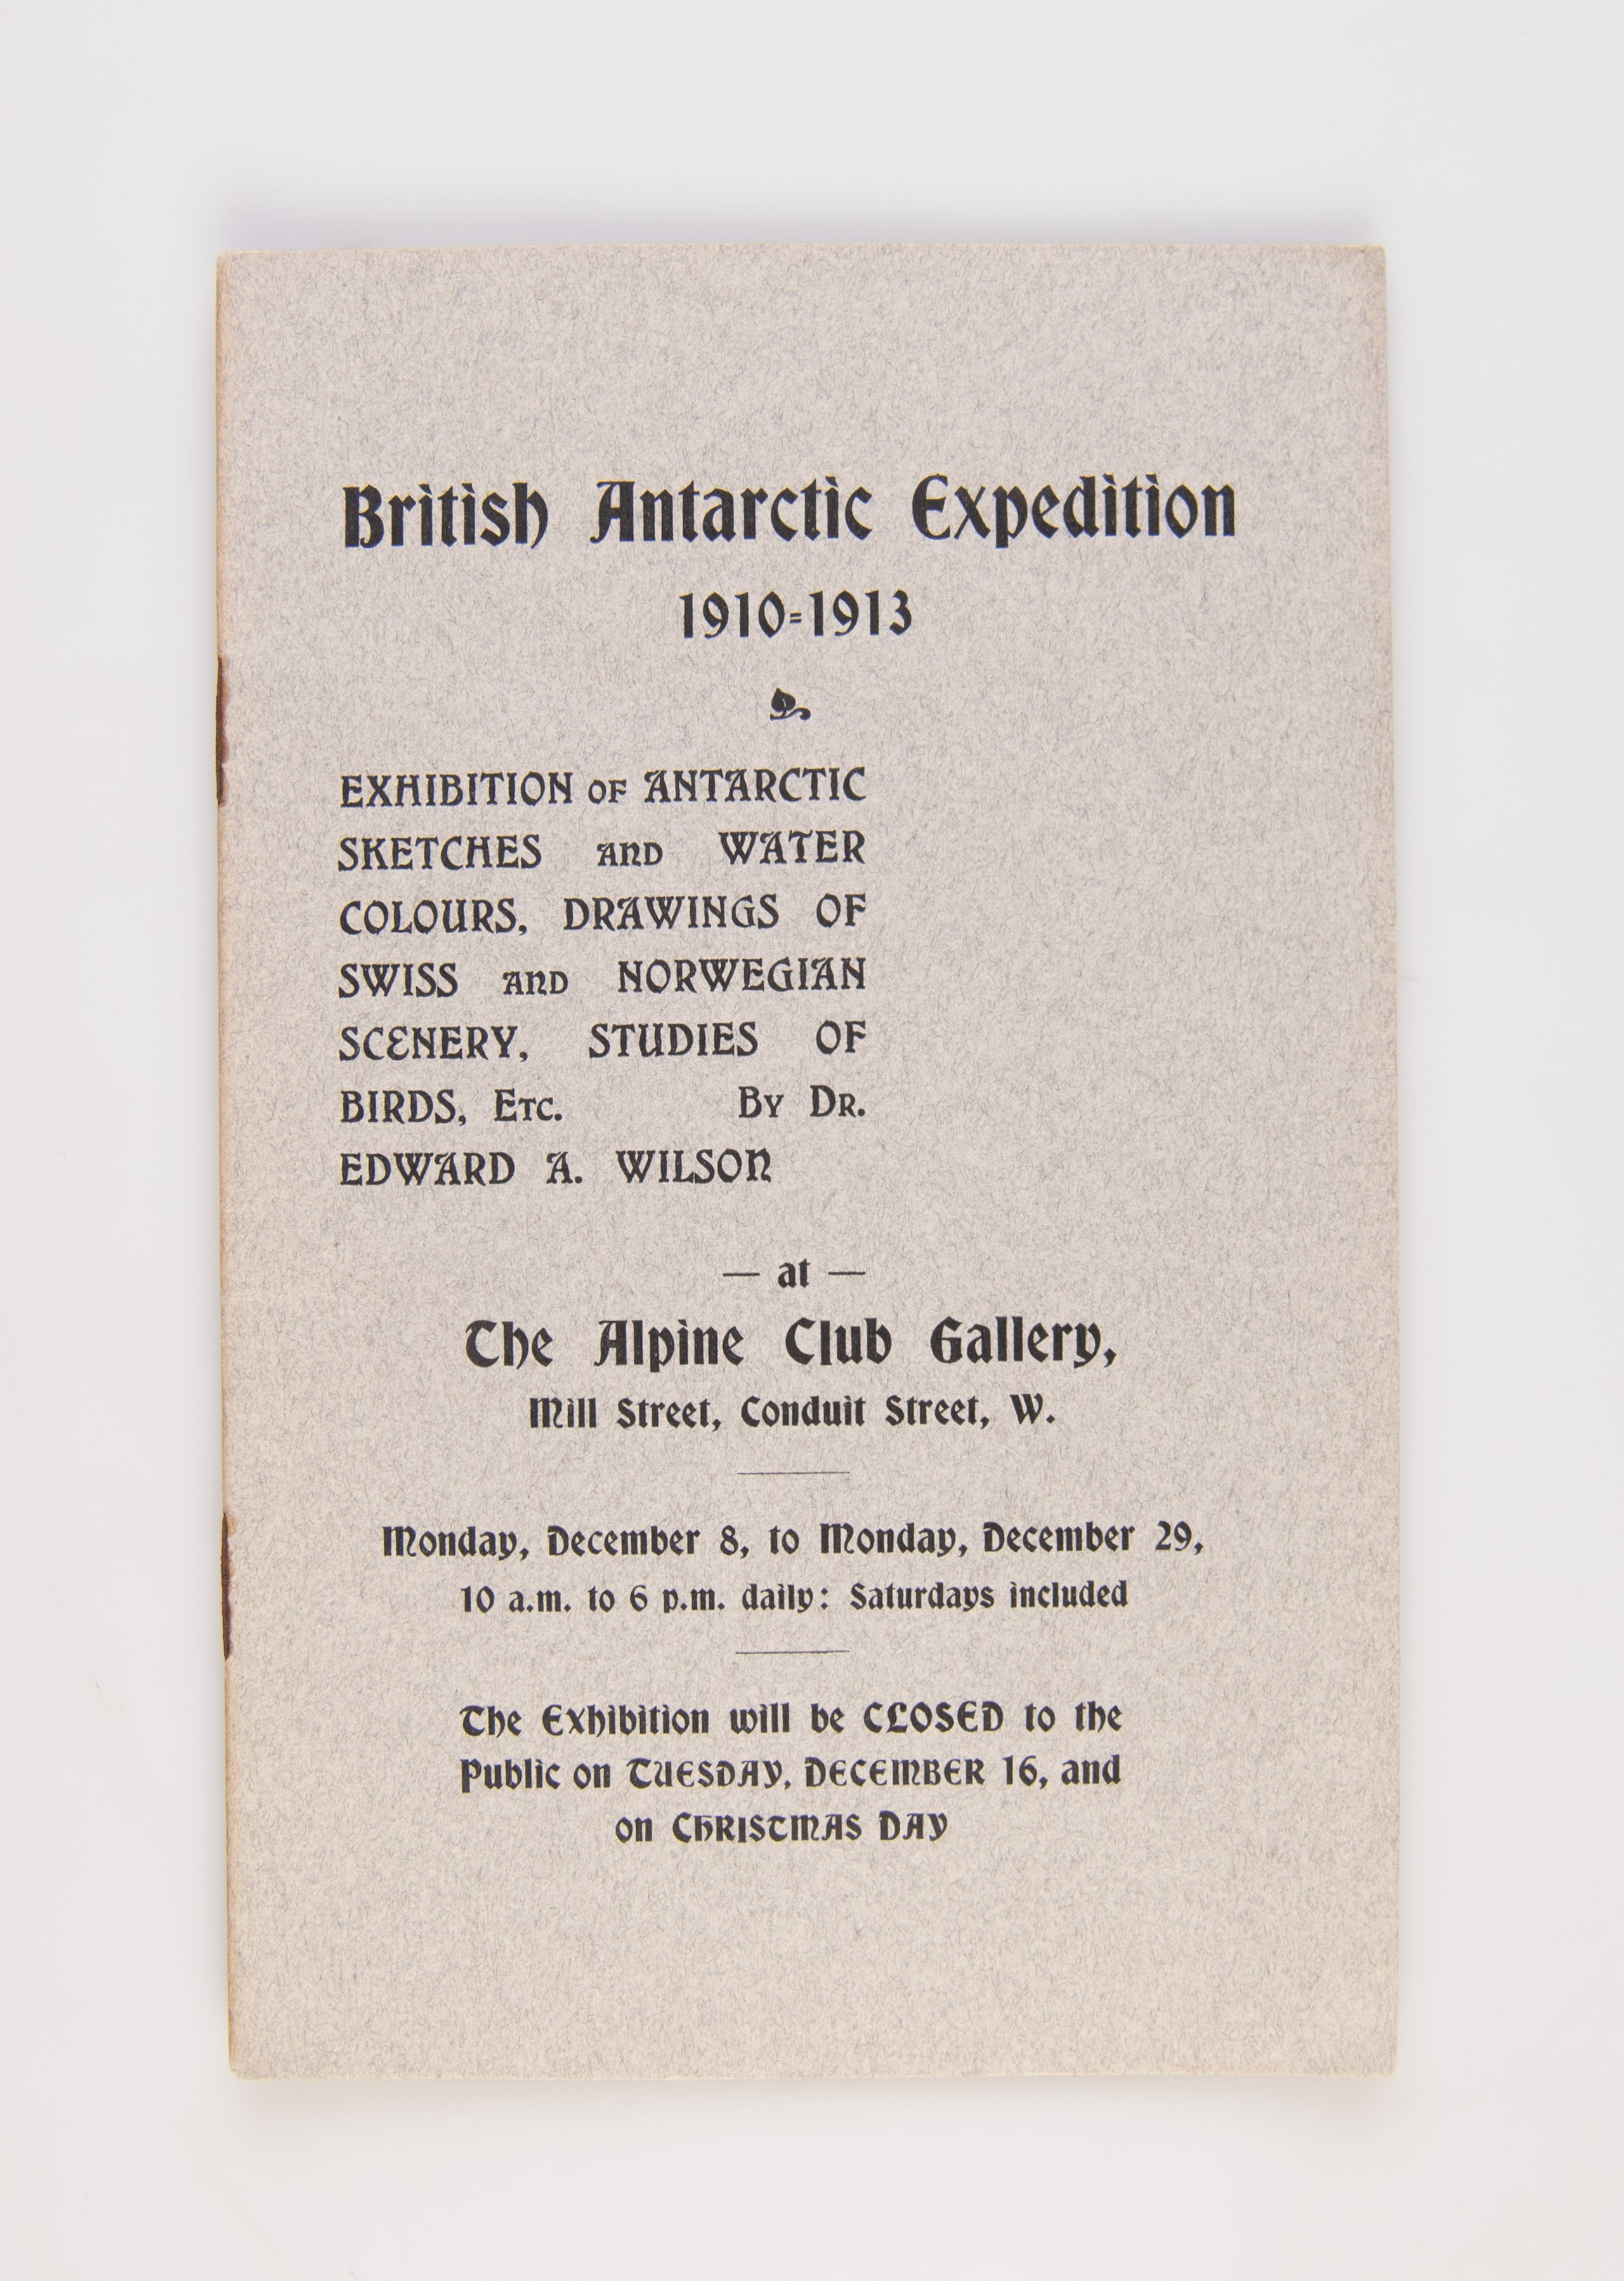 British Antarctic Expedition
1910=1913
EXHIBITION OF ANTARCTIC
SKETCHES AND WATER
COLOURS, DRAWINGS OF
SWISS AND NORWEGIAN
SCENERY, STUDIES OF
BIRDS, ETC. BY DR.
EDWARD A. WILSON
— at —
The Alpine Club Gallery,
Mill Street, Conduit Street, W.
Monday, December 8, to Monday, December 29,
10 a.m. to 6 p.m. daily: Saturdays included
The Exhibition will be CLOSED to the
Public on TUESDAY, DECEMBER 16, and
on CHRISTMAS DAY